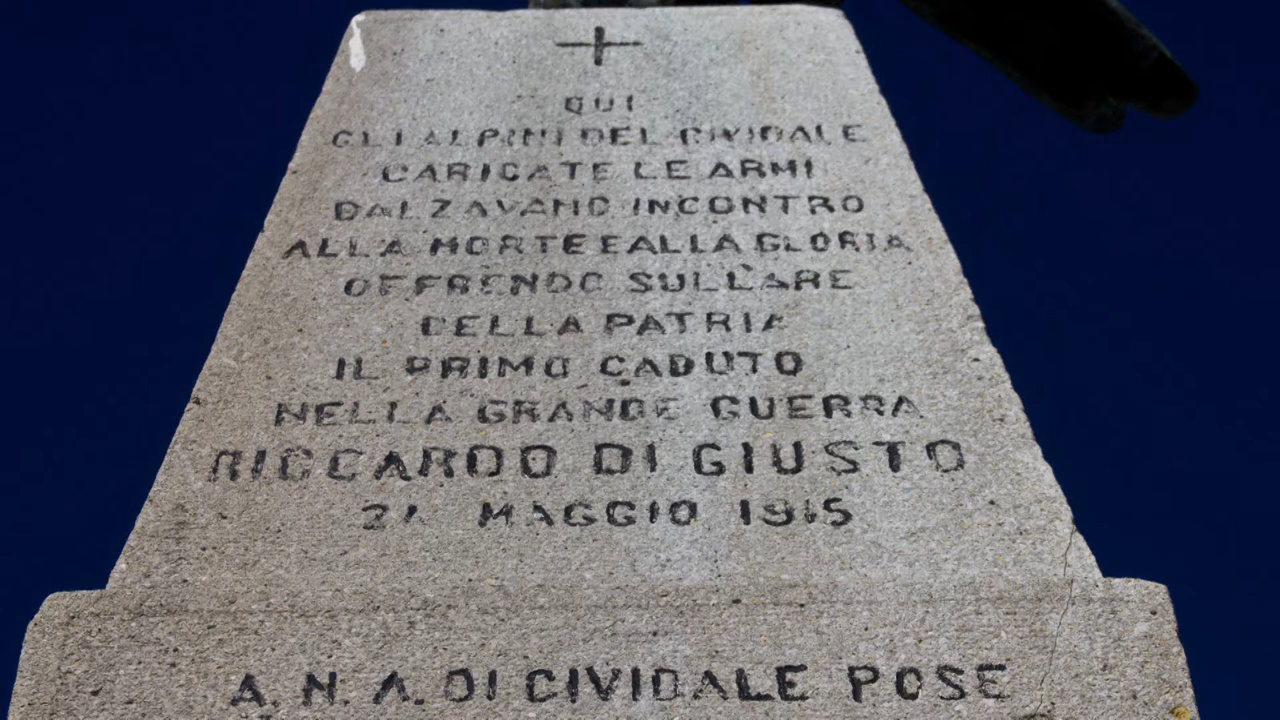 QUI
GLI ALPINI DEL CIVIDALE
CARICATE LE ARMI
BALZAVANO INCONTRO
ALLA MORTE E ALLA GLORIA
OFFRENDO SULL'ARE
DELLA PATRIA
IL PRIMO CADUTO
NELLA GRANDE GUERRA
RICCARDO DI GIUSTO
MAGGIO 1915
A. N. A. DI CIVIDALE POSE